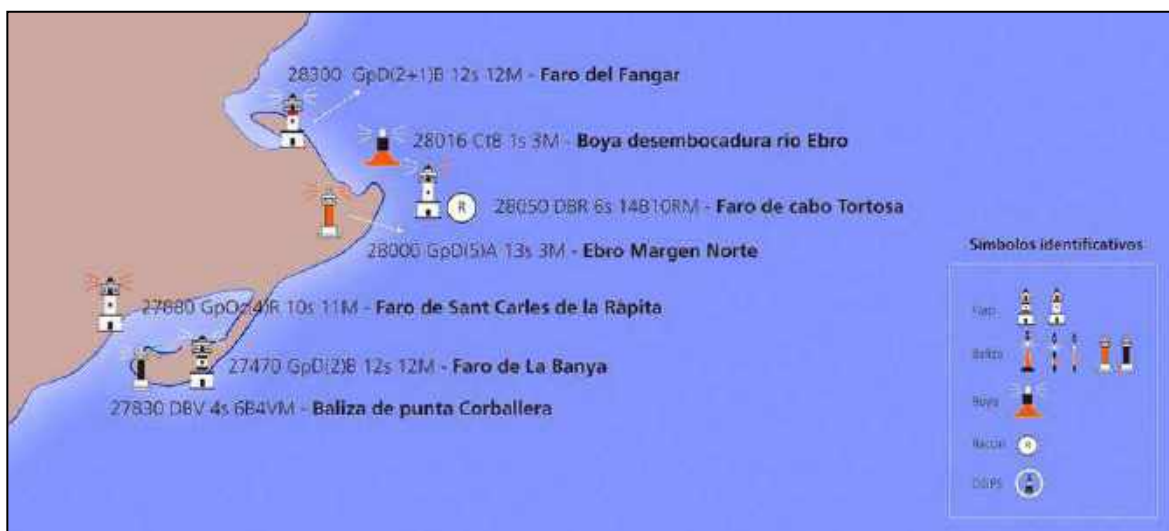 28300 GpD(2+1)B 12s 12M - Faro del Fangar
28016 CtB 1s 3M - Boya desembocadura río Ebro
R
28050 DBR 6s 14B10RM - Faro de cabo Tortosa
28000 GpD(5)A 13s 3M - Ebro Margen Norte
27880 GpOc(4)R 10s 11M - Faro de Sant Carles de la Ràpita
27470 GpD(2)B 12s 12M - Faro de La Banya
27830 DBV 4s 6B4VM - Baliza de punta Corballera
Símbolos identificativos
Faro
Baliza
Boya
Racon
R
DGPS